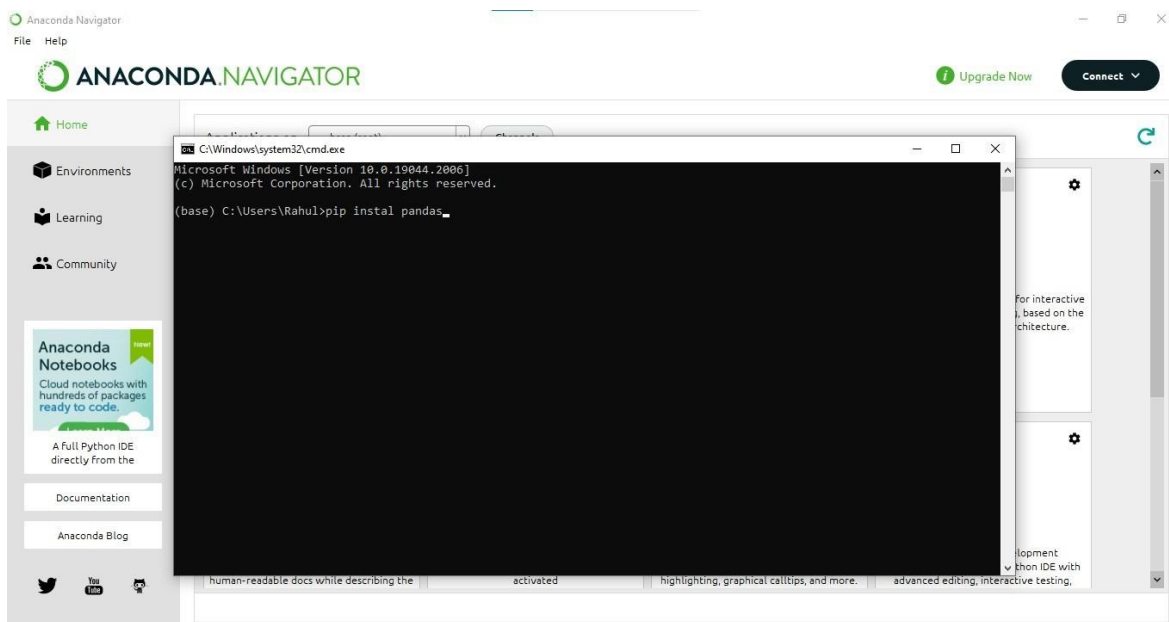 Anaconda Navigator
File Help
ANACONDA.NAVIGATOR
Upgrade Now
Connect
Home
Environments
Learning
Community
Anaconda
Notebooks
New!
Cloud notebooks with
hundreds of packages
ready to code.
A full Python IDE
directly from the
Documentation
Anaconda Blog
You
Tube
C:\Windows\system32\cmd.exe
Microsoft Windows [Version 10.0.19044.2006]
(c) Microsoft Corporation. All rights reserved.
(base) C:\Users\Rahul>pip instal pandas
for interactive
based on the
human-readable docs while describing the
activated
highlighting, graphical calltips, and more.
IDE with
advanced editing, interactive testing,